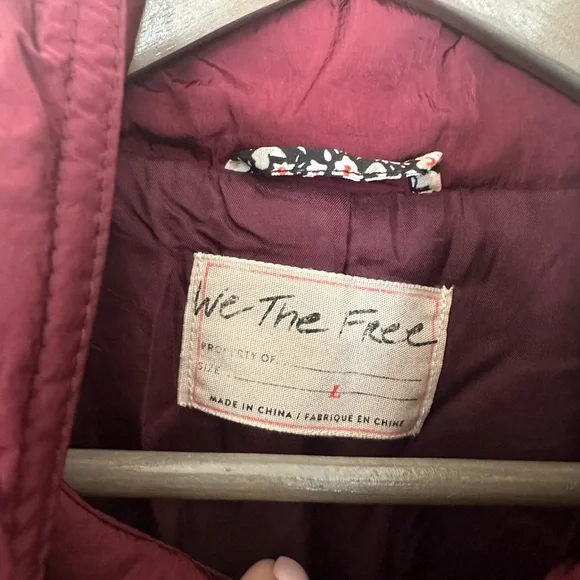 We The Free
PROPERTY OF
SIZE L
MADE IN CHINA / FABRIQUE EN CHINE